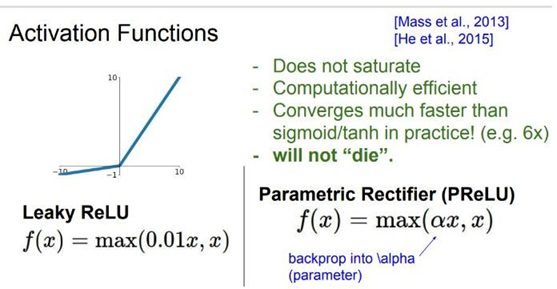 Activation Functions
[Mass et al., 2013]
[He et al., 2015]
10
-10
-1
10
- Does not saturate
- Computationally efficient
- Converges much faster than
sigmoid/tanh in practice! (e.g. 6x)
- will not “die”.
Leaky ReLU
f(x) = max(0.01x, x)
Parametric Rectifier (PReLU)
f(x) = max(αx, x)
backprop into \alpha
(parameter)